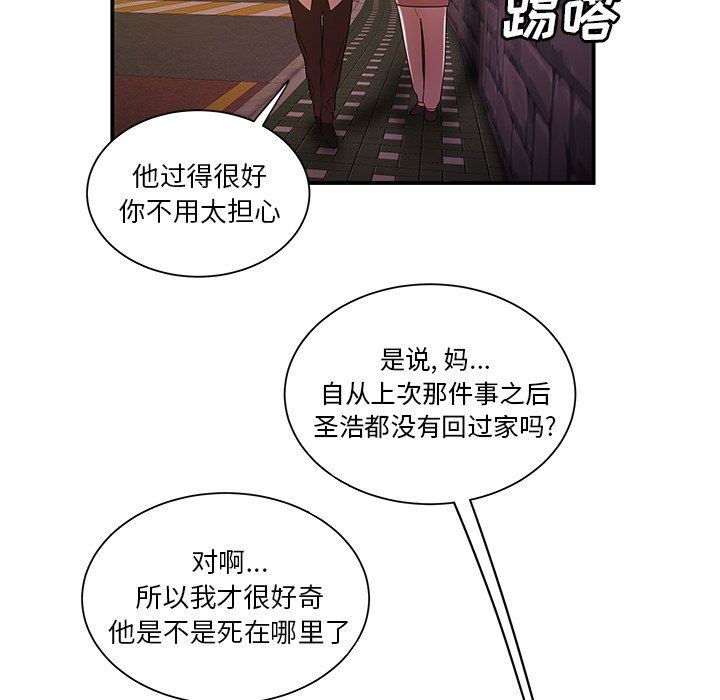 踢嗒
他过得很好
你不用太担心
是说, 妈...
自从上次那件事之后
圣浩都没有回过家吗?
对啊...
所以我才很好奇
他是不是死在哪里了